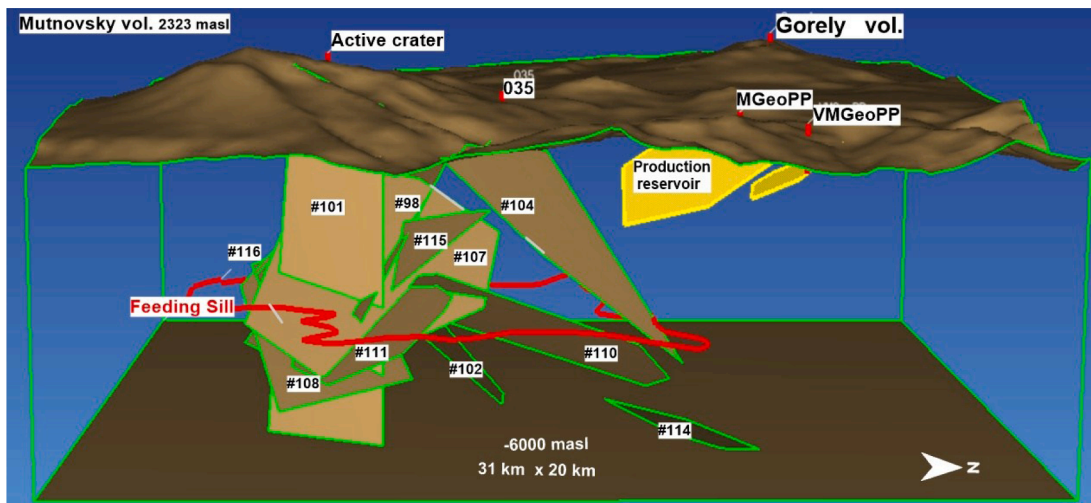 Mutnovsky vol. 2323 masl
Active crater
Gorely vol.
035
035
MGeoPP
VMGeoPP
Production
reservoir
#101
#98
#104
#115
#107
#116
Feeding Sill
#111
#110
#102
#108
#114
-6000 masl
31 km x 20 km
N